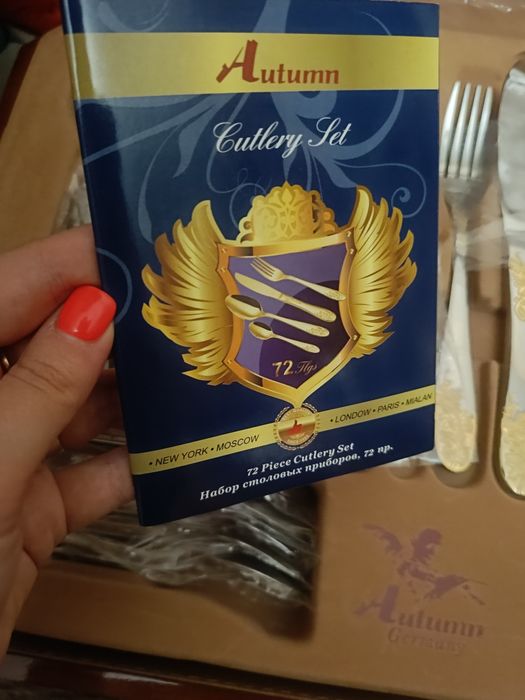 Autumn
Cutlery Set
72 Tlgs
• NEW YORK • MOSCOW
• LONDOW • PARIS • MIALAN
72 Piece Cutlery Set
Набор столовых приборов, 72 пр.
Autumn
Germany